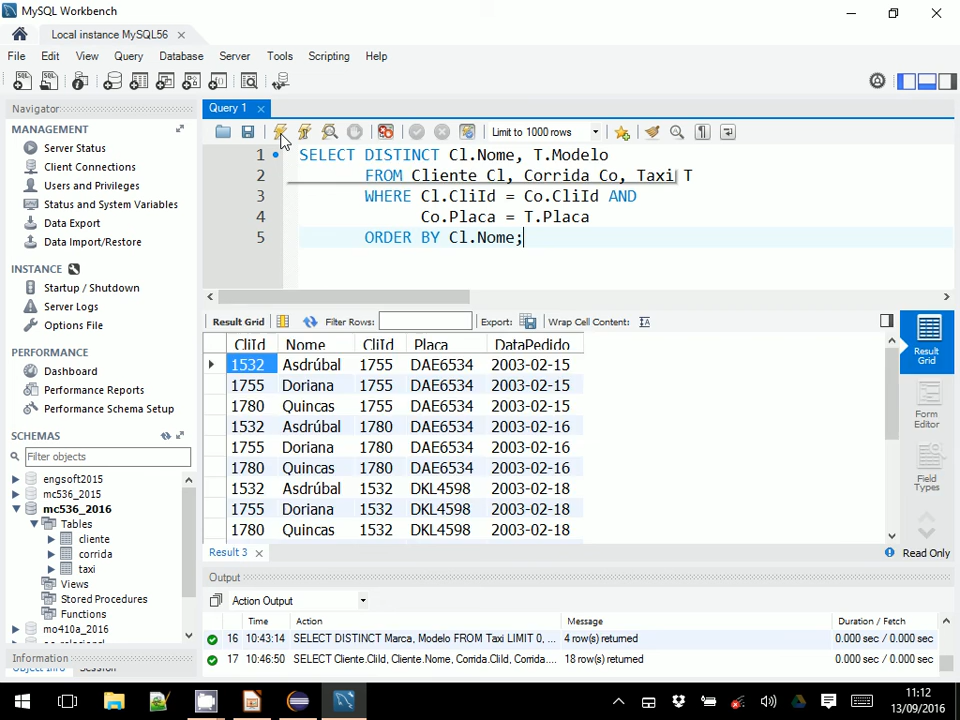 MySQL Workbench
Local instance MySQL56
File Edit View Query Database Server Tools Scripting Help
Navigator
MANAGEMENT
Server Status
Client Connections
Users and Privileges
Status and System Variables
Data Export
Data Import/Restore
INSTANCE
Startup / Shutdown
Server Logs
Options File
PERFORMANCE
Dashboard
Performance Reports
Performance Schema Setup
SCHEMAS
Filter objects
engsoft2015
mc536_2015
mc536_2016
Tables
cliente
corrida
taxi
Views
Stored Procedures
Functions
mo410a_2016
Information
Object Info Session
Query 1
Limit to 1000 rows
1 SELECT DISTINCT Cl.Nome, T.Modelo
2 FROM Cliente Cl, Corrida Co, Taxi T
3 WHERE Cl.CliId = Co.CliId AND
4 Co.Placa = T.Placa
5 ORDER BY Cl.Nome;
Result Grid Filter Rows: Export: Wrap Cell Content:
CliId Nome CliId Placa DataPedido
1532 Asdrúbal 1755 DAE6534 2003-02-15
1755 Doriana 1755 DAE6534 2003-02-15
1780 Quincas 1755 DAE6534 2003-02-15
1532 Asdrúbal 1780 DAE6534 2003-02-16
1755 Doriana 1780 DAE6534 2003-02-16
1780 Quincas 1780 DAE6534 2003-02-16
1532 Asdrúbal 1532 DKL4598 2003-02-18
1755 Doriana 1532 DKL4598 2003-02-18
1780 Quincas 1532 DKL4598 2003-02-18
Result Grid
Form Editor
Field Types
Result 3
Read Only
Output
Action Output
Time Action Message Duration / Fetch
16 10:43:14 SELECT DISTINCT Marca, Modelo FROM Taxi LIMIT 0, ... 4 row(s) returned 0.000 sec / 0.000 sec
17 10:46:50 SELECT Cliente.CliId, Cliente.Nome, Corrida.CliId, Corrida.... 18 row(s) returned 0.000 sec / 0.000 sec
11:12
13/09/2016